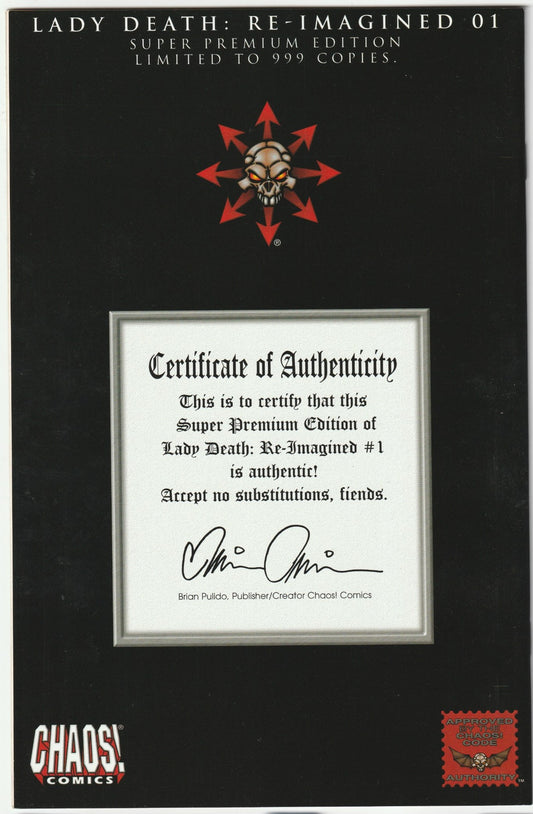 LADY DEATH: RE-IMAGINED 01
SUPER PREMIUM EDITION
LIMITED TO 999 COPIES.
®
Certificate of Authenticity
This is to certify that this
Super Premium Edition of
Lady Death: Re-Imagined #1
is authentic!
Accept no substitutions, fiends.
Brian Pulido, Publisher/Creator Chaos! Comics
CHAOS!®
COMICS
APPROVED
BY THE
CHAOS!
CODE
AUTHORITY
™